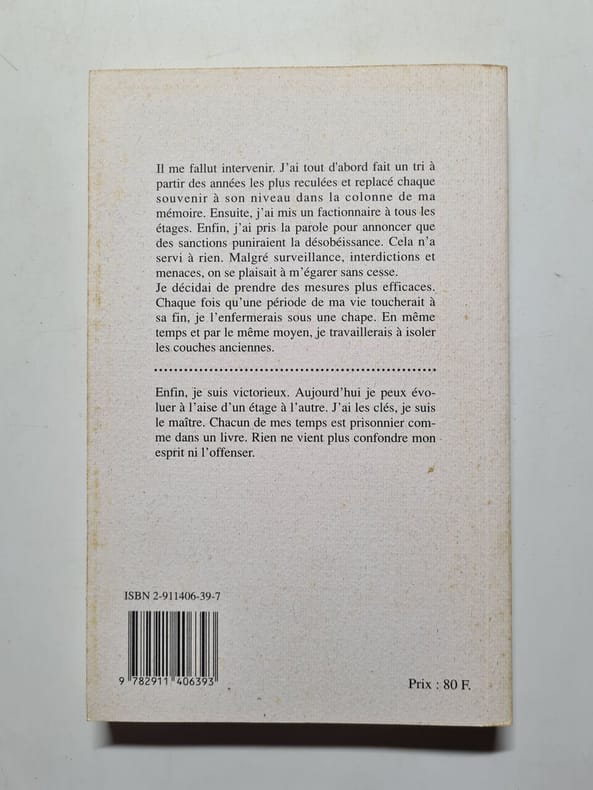 Il me fallut intervenir. J'ai tout d'abord fait un tri à
partir des années les plus reculées et replacé chaque
souvenir à son niveau dans la colonne de ma
mémoire. Ensuite, j'ai mis un factionnaire à tous les
étages. Enfin, j'ai pris la parole pour annoncer que
des sanctions puniraient la désobéissance. Cela n'a
servi à rien. Malgré surveillance, interdictions et
menaces, on se plaisait à m'égarer sans cesse.
Je décidai de prendre des mesures plus efficaces.
Chaque fois qu'une période de ma vie toucherait à
sa fin, je l'enfermerais sous une chape. En même
temps et par le même moyen, je travaillerais à isoler
les couches anciennes.
Enfin, je suis victorieux. Aujourd'hui je peux évo-
luer à l'aise d'un étage à l'autre. J'ai les clés, je suis
le maître. Chacun de mes temps est prisonnier com-
me dans un livre. Rien ne vient plus confondre mon
esprit ni l'offenser.
ISBN 2-911406-39-7
9 782911 406393
Prix : 80 F.